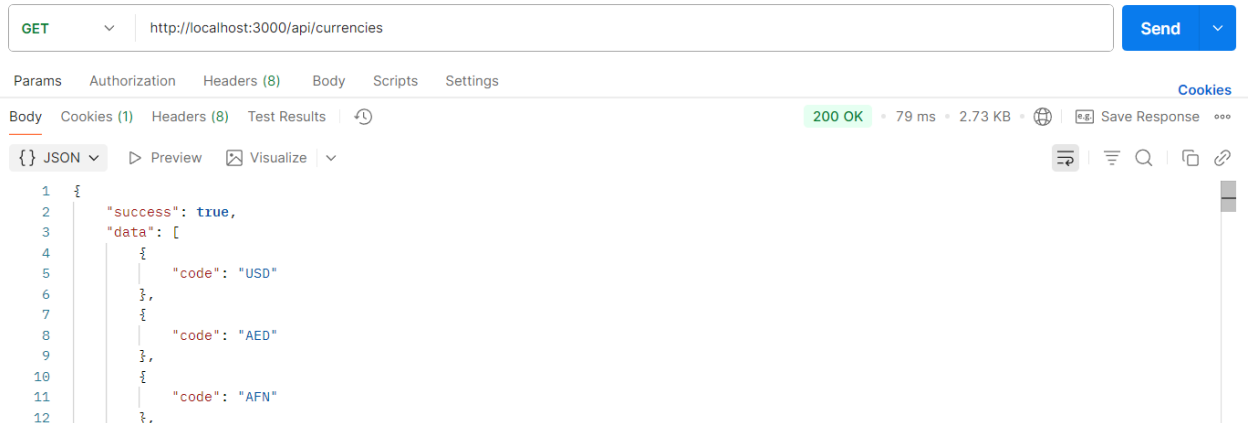 GET http://localhost:3000/api/currencies Send
Params Authorization Headers (8) Body Scripts Settings
Cookies
Body Cookies (1) Headers (8) Test Results 200 OK • 79 ms • 2.73 KB e.g. Save Response
{} JSON Preview Visualize
1 {
2 "success": true,
3 "data": [
4 {
5 "code": "USD"
6 },
7 {
8 "code": "AED"
9 },
10 {
11 "code": "AFN"
12 },